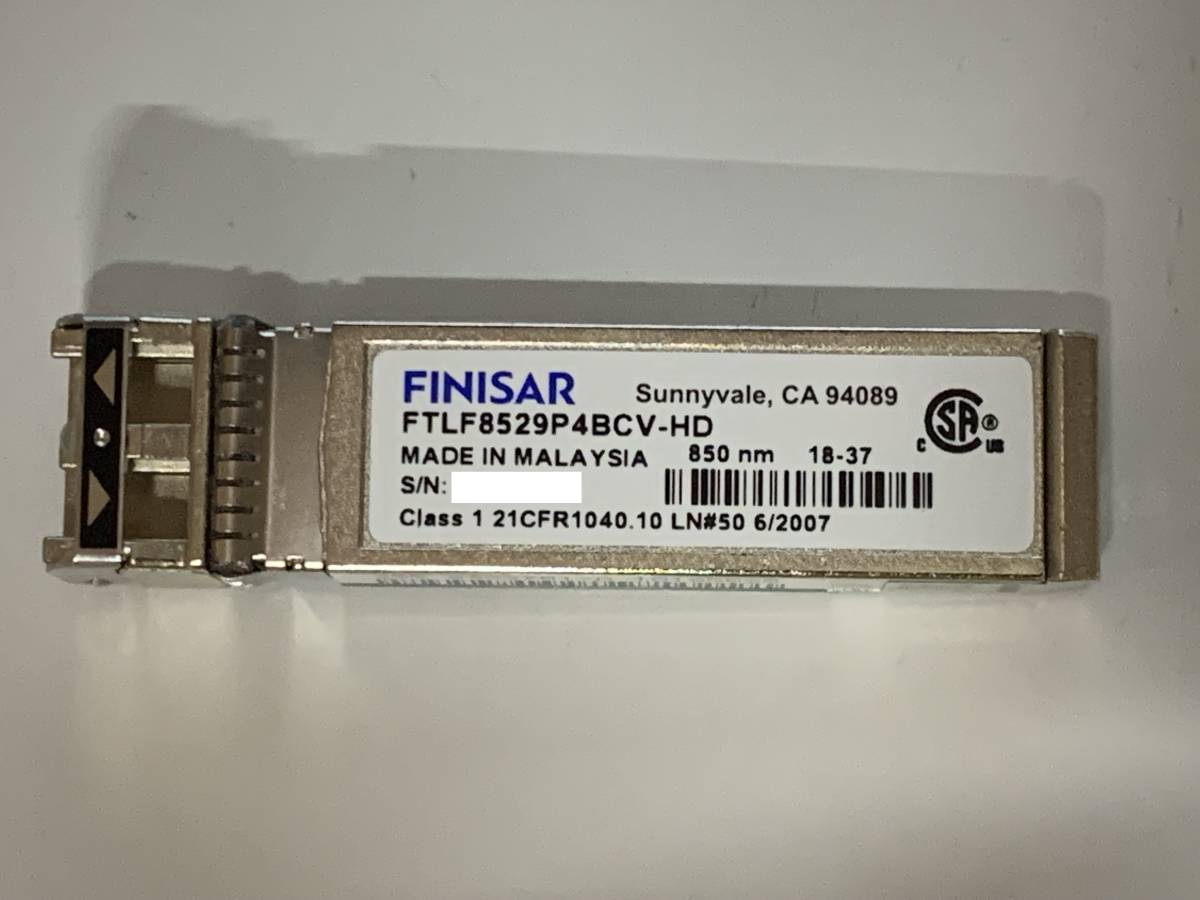 FINISAR Sunnyvale, CA 94089
FTLF8529P4BCV-HD
MADE IN MALAYSIA 850 nm 18-37
S/N:
Class 1 21CFR1040.10 LN#50 6/2007
C SA ® US